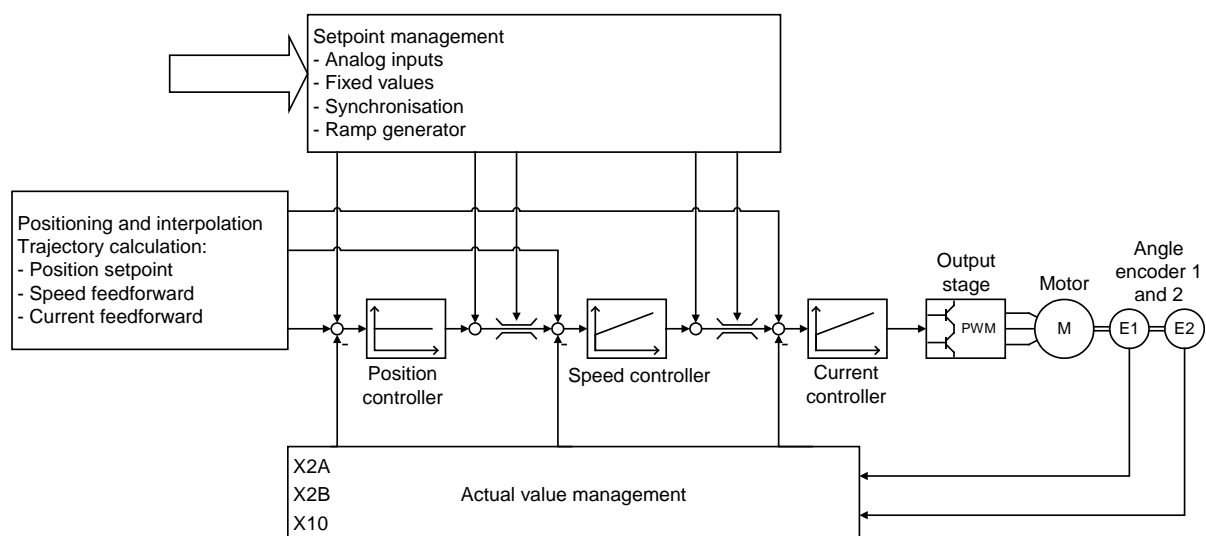 Setpoint management
- Analog inputs
- Fixed values
- Synchronisation
- Ramp generator
Positioning and interpolation
Trajectory calculation:
- Position setpoint
- Speed feedforward
- Current feedforward
Position
controller
Speed controller
Current
controller
Output
stage
PWM
Motor
M
Angle
encoder 1
and 2
E1
E2
-
-
-
X2A
X2B
X10
Actual value management